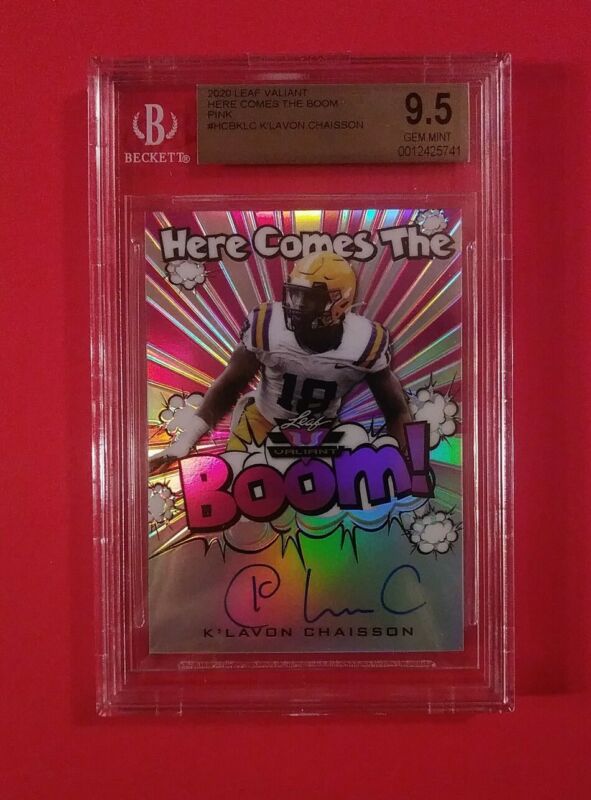 B
BECKETT®
2020 LEAF VALIANT
HERE COMES THE BOOM
PINK
#HCBKLC K'LAVON CHAISSON
9.5
GEM MINT
0012425741
Here Comes The
18
Leaf
VALIANT
Boom!
K'LAVON CHAISSON